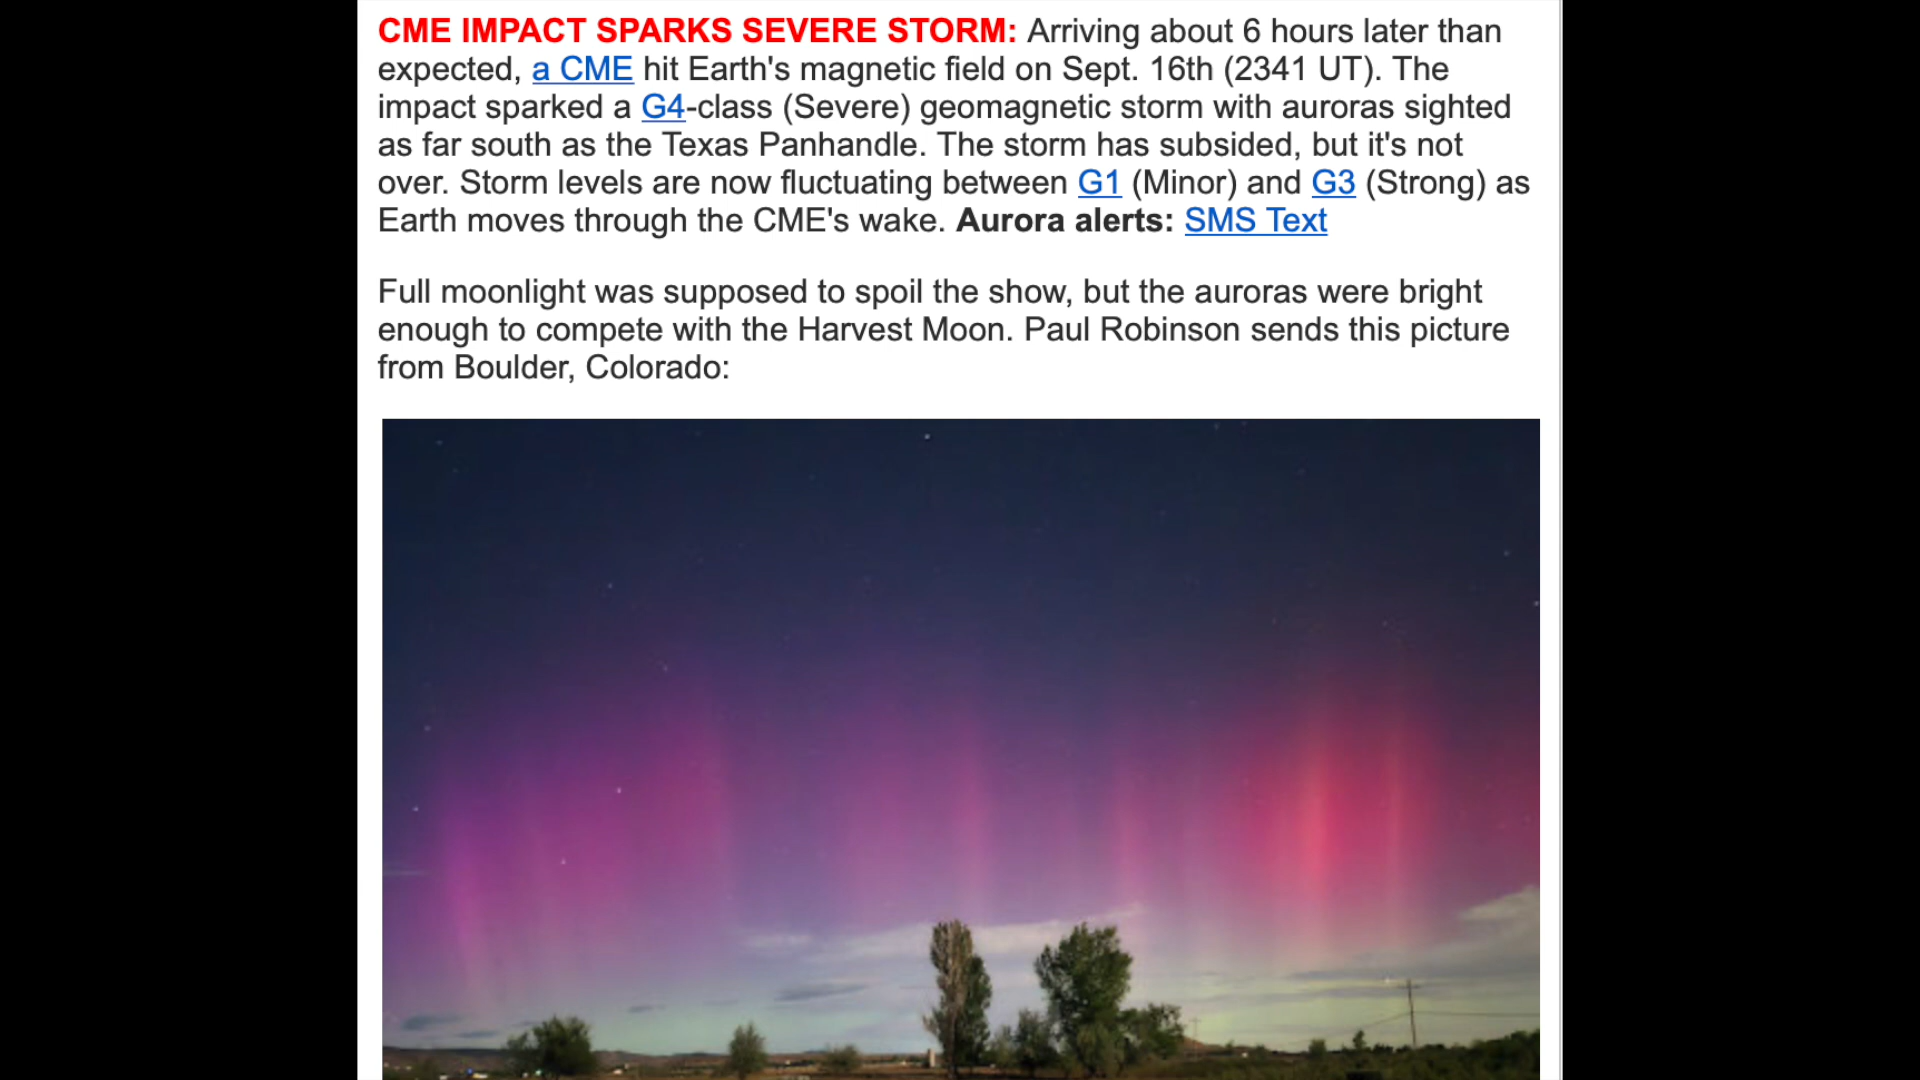 CME IMPACT SPARKS SEVERE STORM: Arriving about 6 hours later than
expected, a CME hit Earth's magnetic field on Sept. 16th (2341 UT). The
impact sparked a G4-class (Severe) geomagnetic storm with auroras sighted
as far south as the Texas Panhandle. The storm has subsided, but it's not
over. Storm levels are now fluctuating between G1 (Minor) and G3 (Strong) as
Earth moves through the CME's wake. Aurora alerts: SMS Text
Full moonlight was supposed to spoil the show, but the auroras were bright
enough to compete with the Harvest Moon. Paul Robinson sends this picture
from Boulder, Colorado: